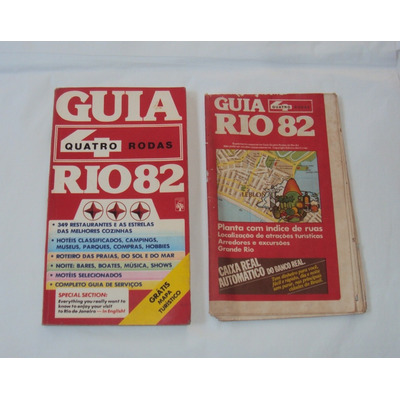 GUIA
4
QUATRO RODAS
RIO 82
• 349 RESTAURANTES E AS ESTRELAS
DAS MELHORES COZINHAS
• HOTÉIS CLASSIFICADOS, CAMPINGS,
MUSEUS, PARQUES, COMPRAS, HOBBIES
• ROTEIRO DAS PRAIAS, DO SOL E DO MAR
• NOITE: BARES, BOATES, MÚSICA, SHOWS
• MOTÉIS SELECIONADOS
• COMPLETO GUIA DE SERVIÇOS
SPECIAL SECTION:
Everything you really want to
know to enjoy your visit
to Rio de Janeiro — in English!
GRÁTIS
MAPA
TURÍSTICO
GUIA
4
QUATRO RODAS
RIO 82
LEBLON
Planta com índice de ruas
Localização de atrações turísticas
Arredores e excursões
Grande Rio
CAIXA REAL
AUTOMÁTICO DO BANCO REAL.